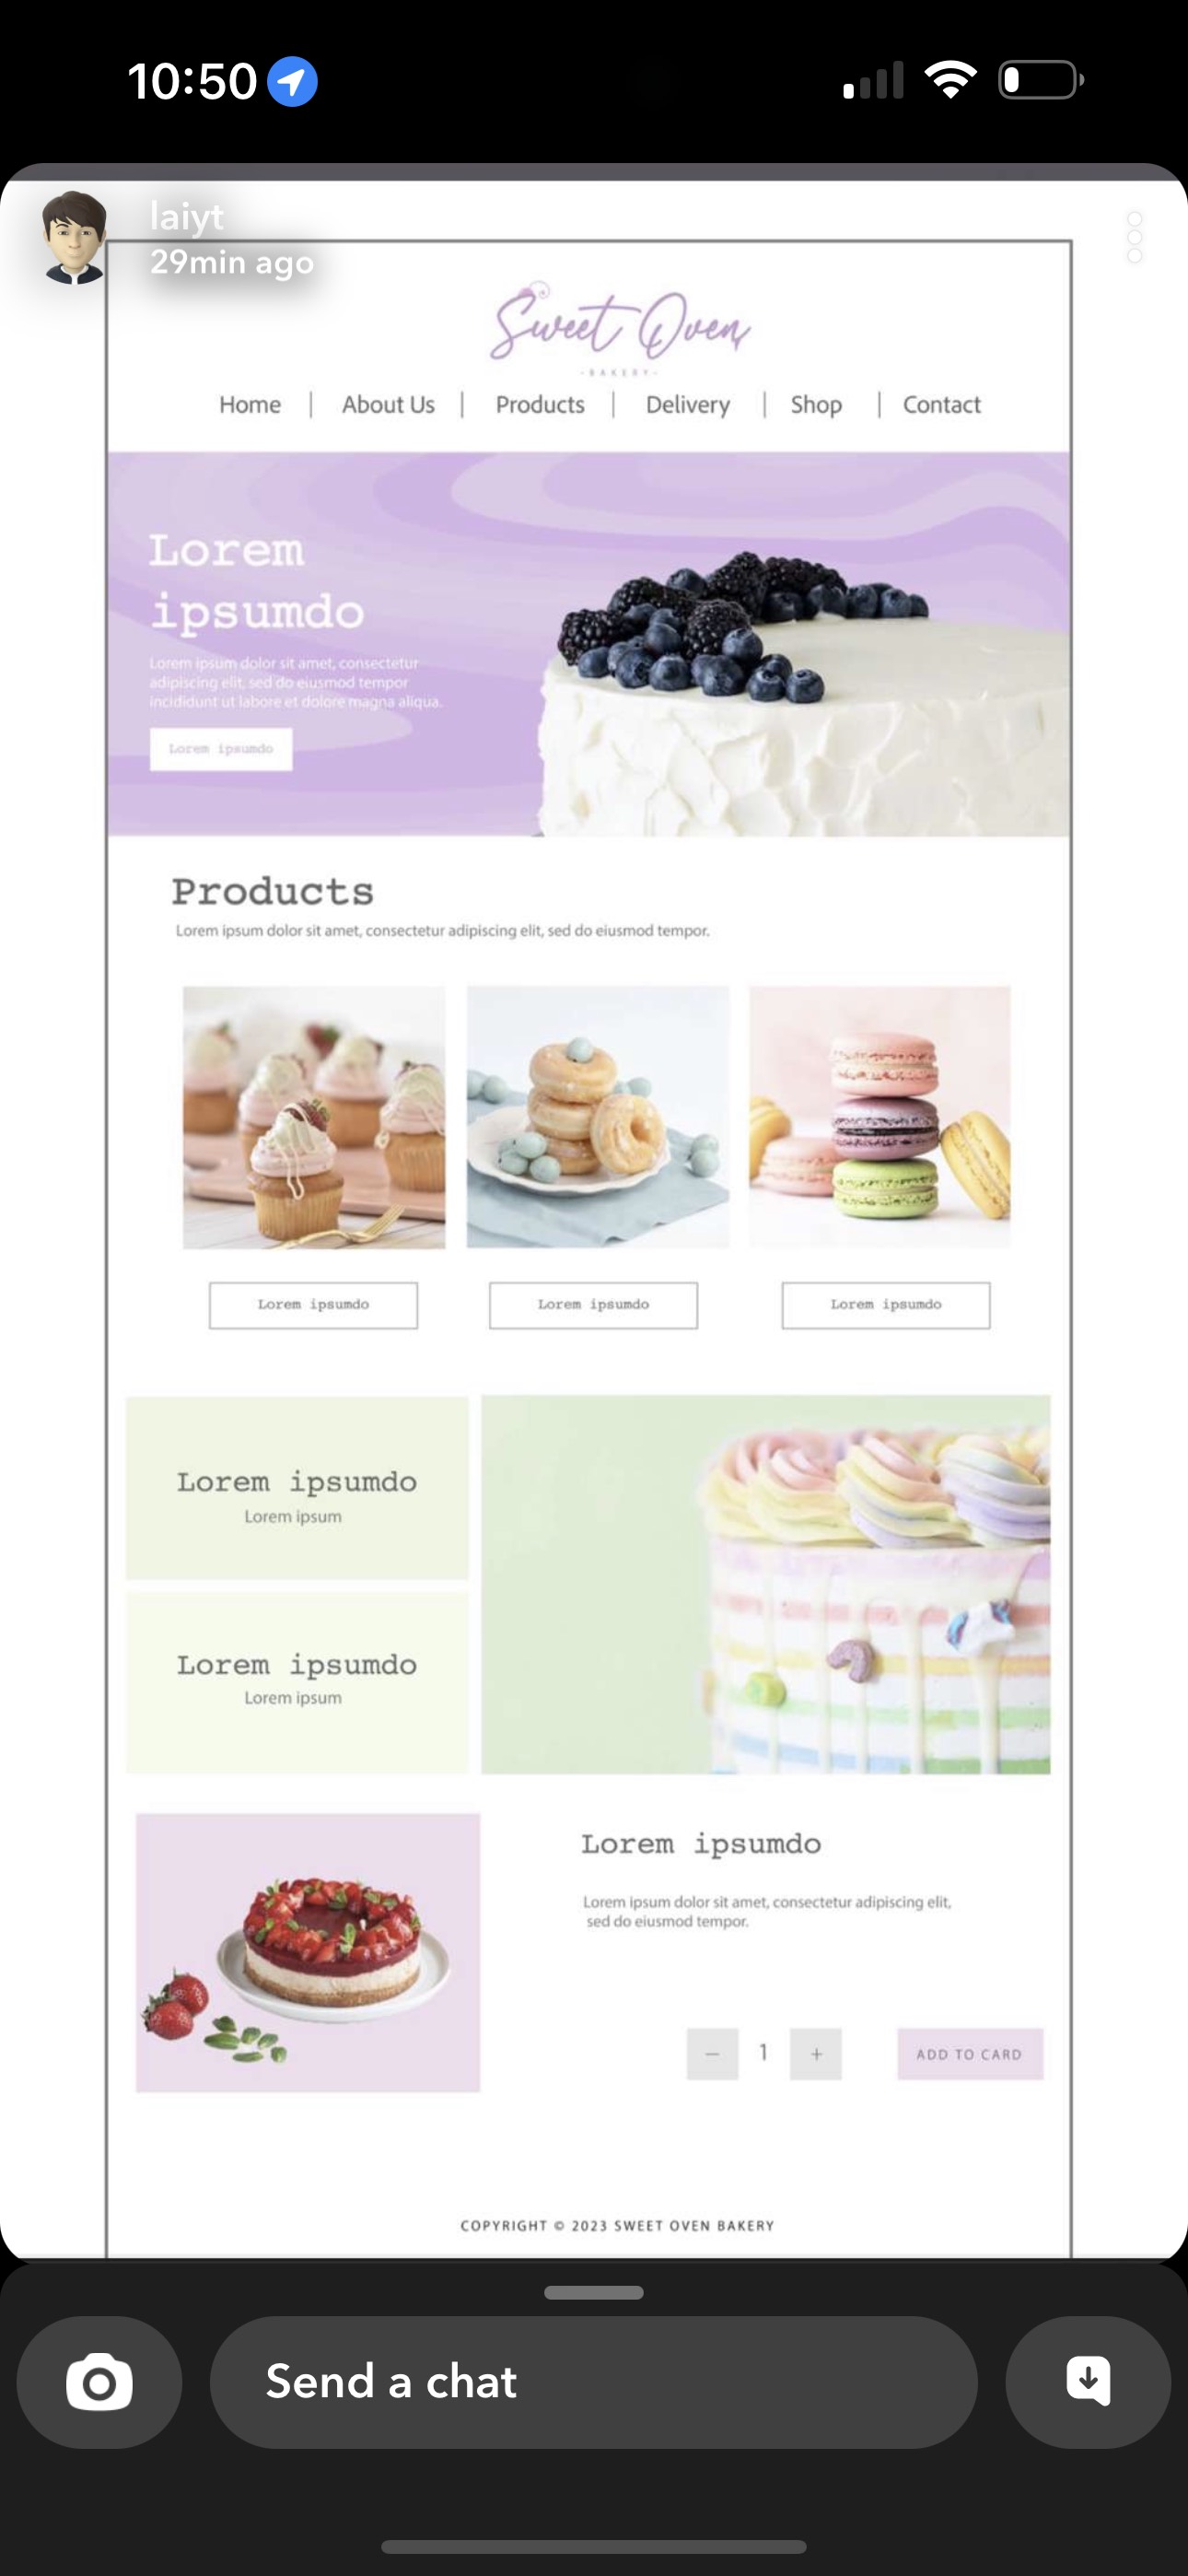 10:50
laiyt
29min ago
Sweet Oven
-BAKERY-
Home | About Us | Products | Delivery | Shop | Contact
Lorem
ipsumdo
Lorem ipsum dolor sit amet, consectetur
adipiscing elit, sed do eiusmod tempor
incididunt ut labore et dolore magna aliqua.
Lorem ipsumdo
Products
Lorem ipsum dolor sit amet, consectetur adipiscing elit, sed do eiusmod tempor.
Lorem ipsumdo Lorem ipsumdo Lorem ipsumdo
Lorem ipsumdo
Lorem ipsum
Lorem ipsumdo
Lorem ipsum
Lorem ipsumdo
Lorem ipsum dolor sit amet, consectetur adipiscing elit,
sed do eiusmod tempor.
− 1 + ADD TO CARD
COPYRIGHT © 2023 SWEET OVEN BAKERY
Send a chat